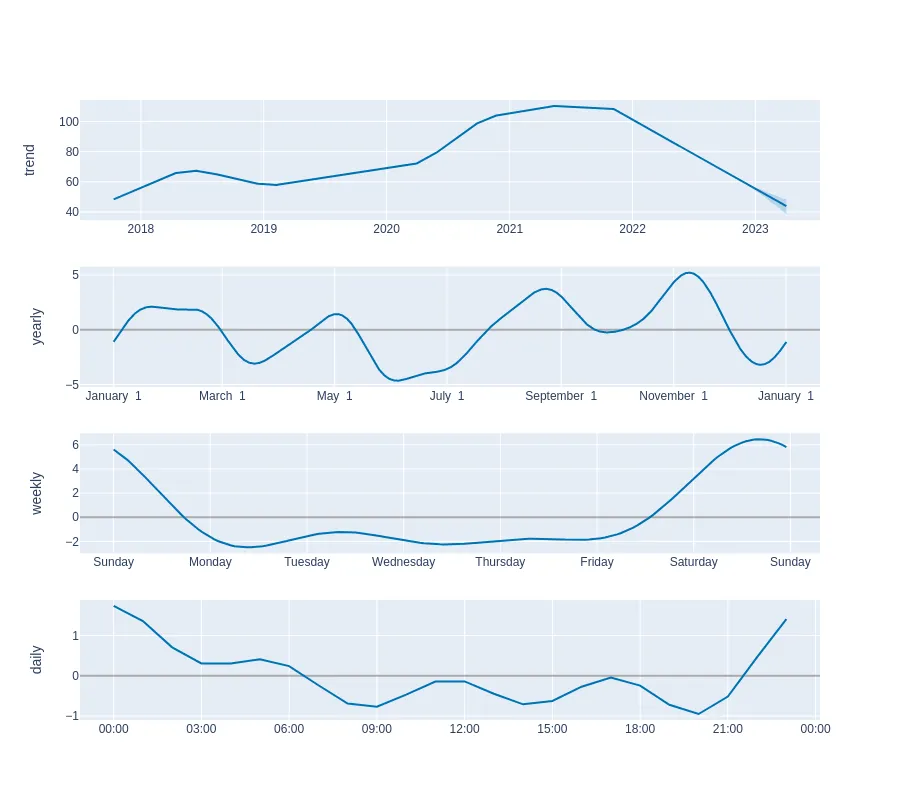 trend
100
80
60
40
2018 2019 2020 2021 2022 2023
yearly
5
0
−5
January 1 March 1 May 1 July 1 September 1 November 1 January 1
weekly
6
4
2
0
−2
Sunday Monday Tuesday Wednesday Thursday Friday Saturday Sunday
daily
1
0
−1
00:00 03:00 06:00 09:00 12:00 15:00 18:00 21:00 00:00